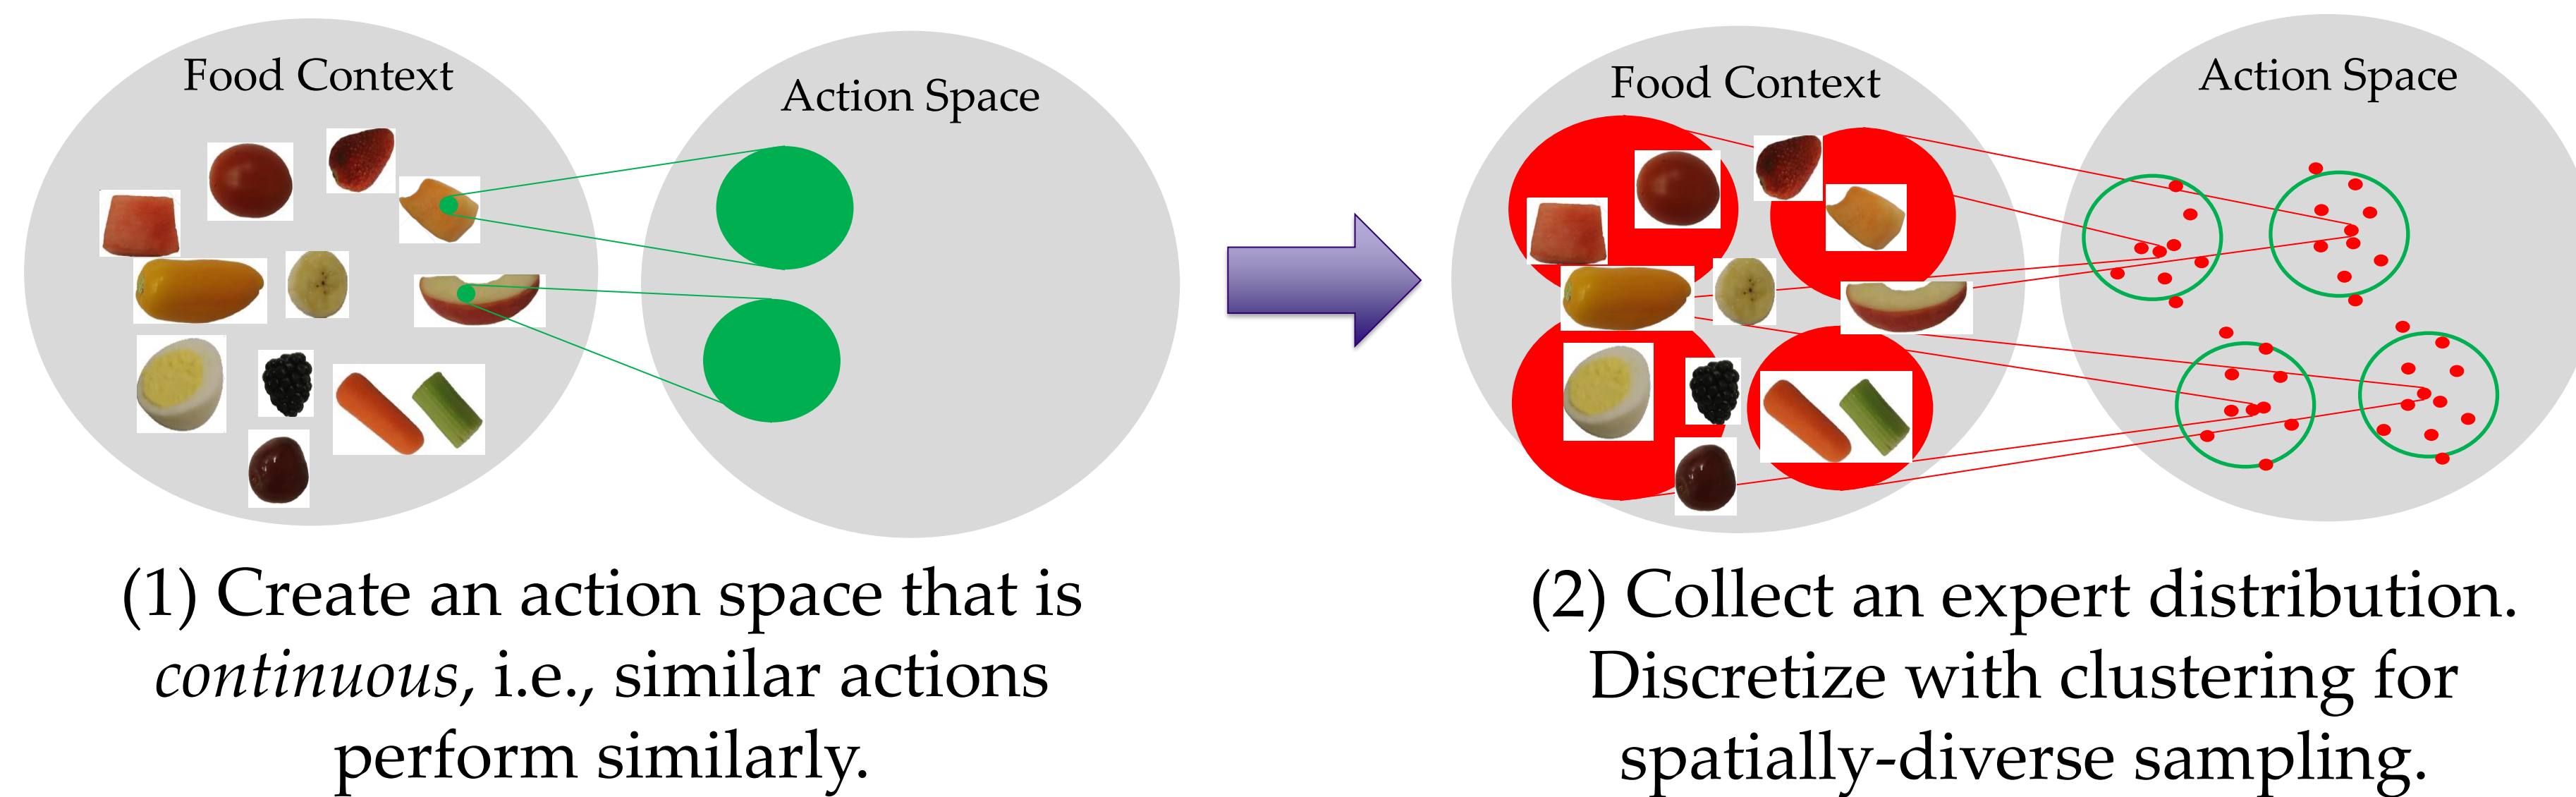 Food Context
Action Space
(1) Create an action space that is
continuous, i.e., similar actions
perform similarly.
Food Context
Action Space
(2) Collect an expert distribution.
Discretize with clustering for
spatially-diverse sampling.